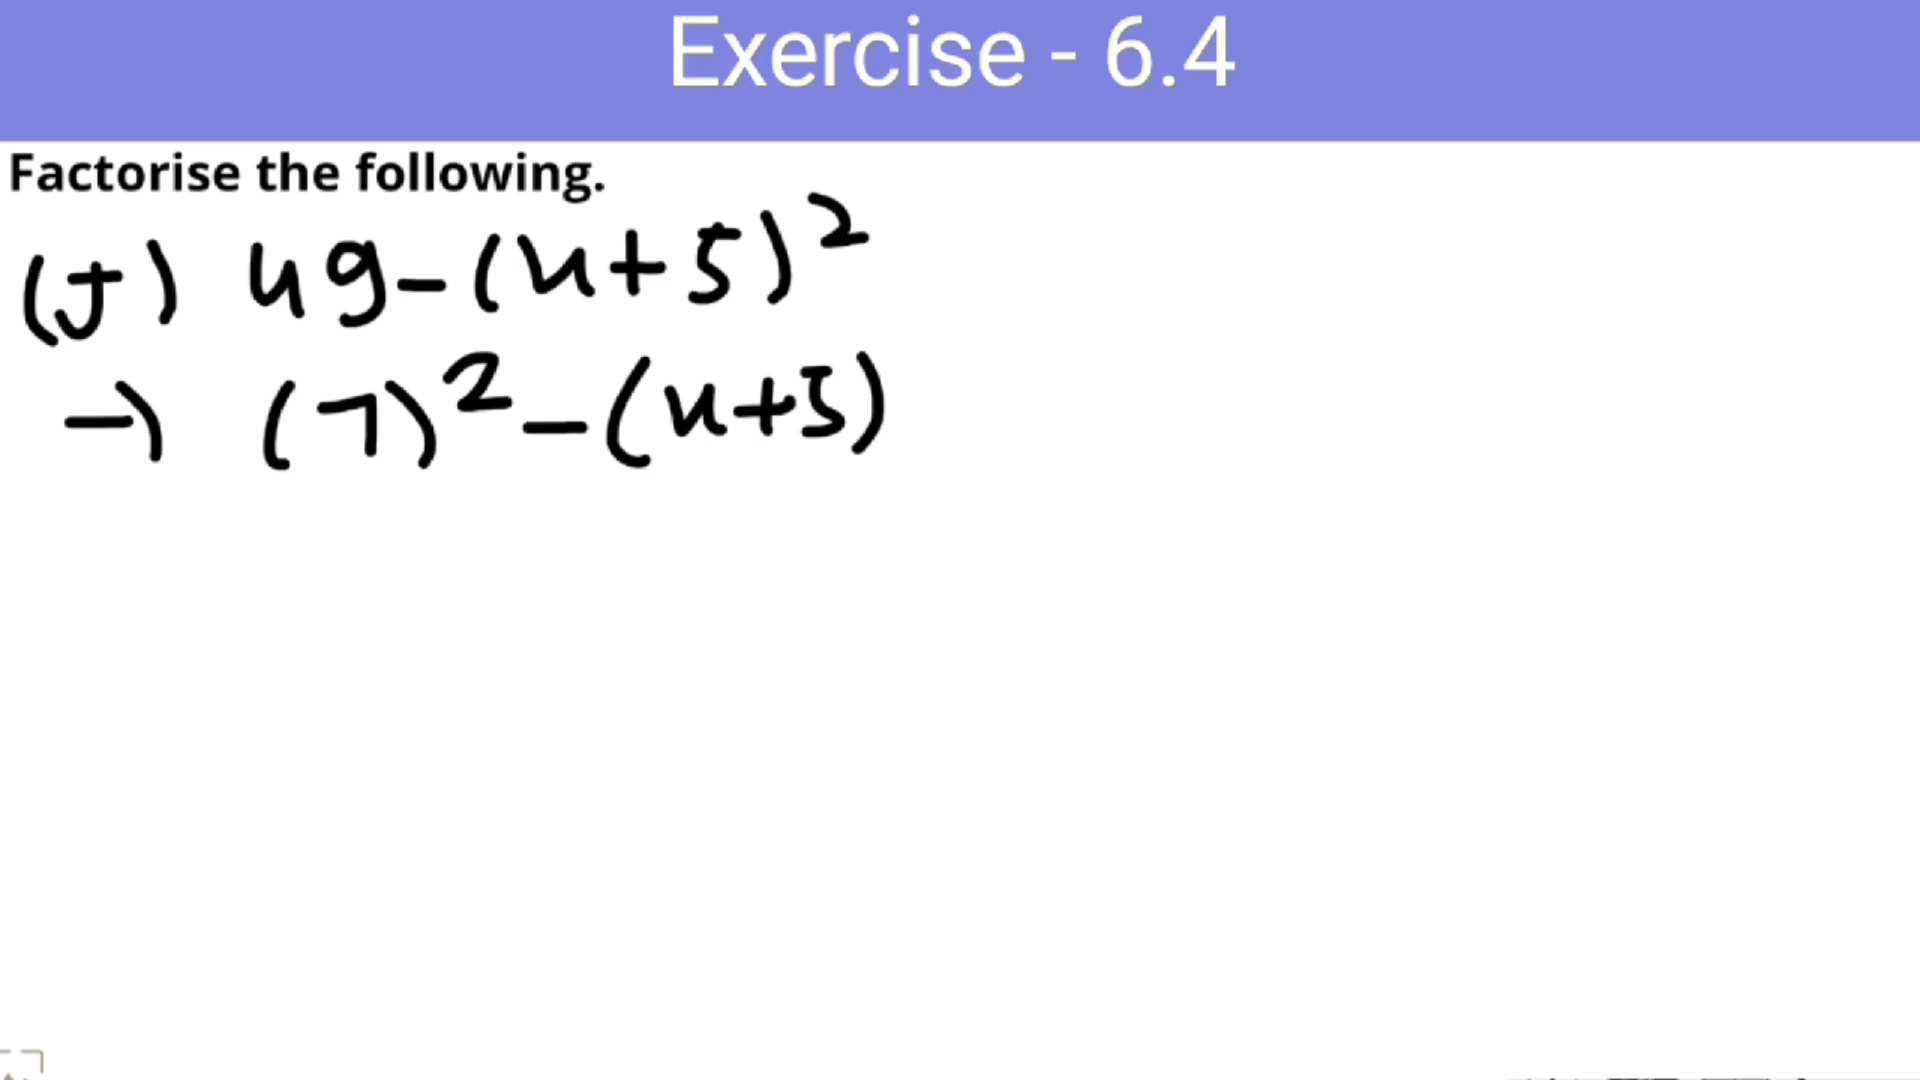 Exercise - 6.4
Factorise the following.
(J) 49-(x+5)²
→ (7)²-(x+5)